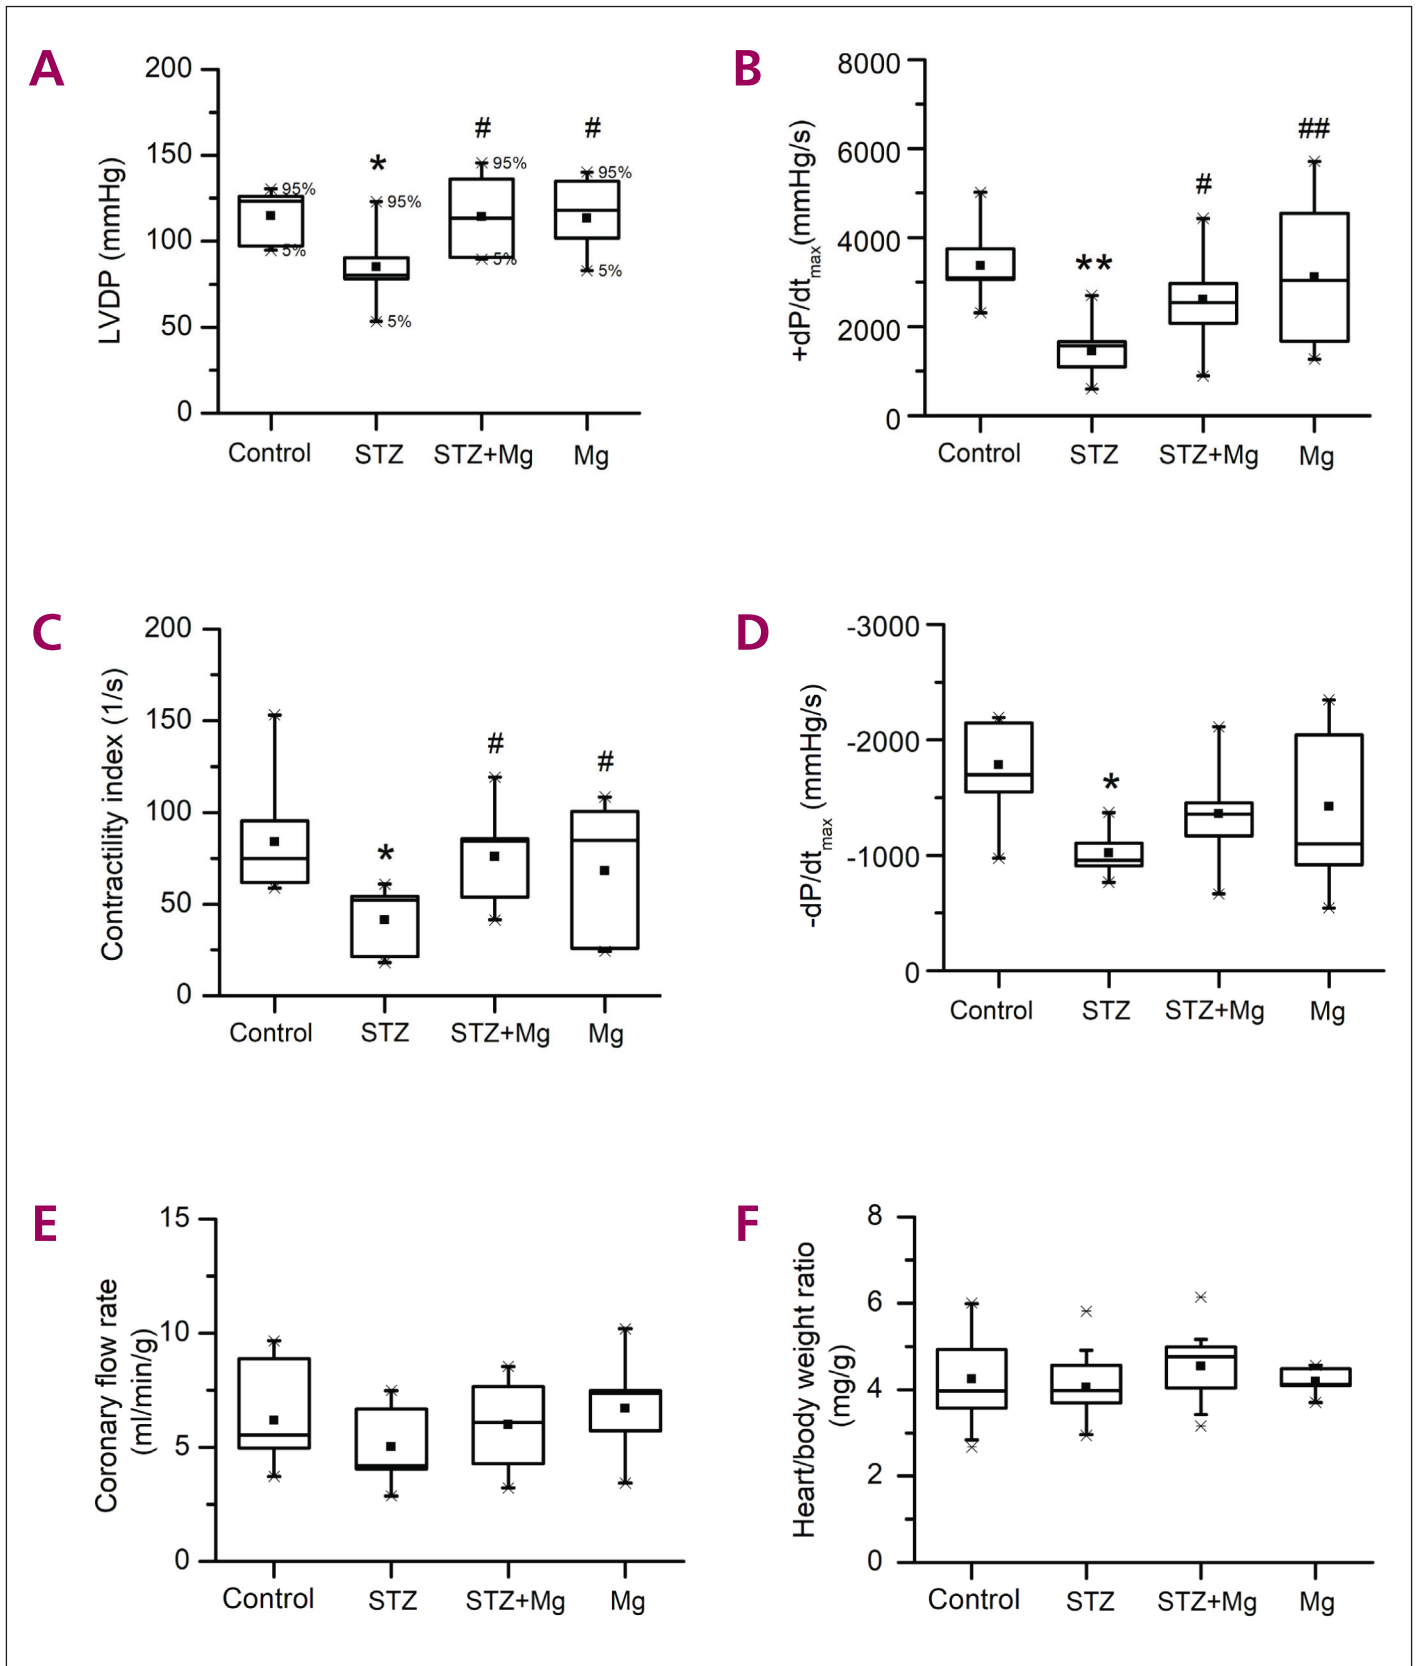 A
LVDP (mmHg)
200
150
100
50
0
95%
5%
*
95%
5%
#
95%
5%
#
95%
5%
Control STZ STZ+Mg Mg
B
+dP/dtmax(mmHg/s)
8000
6000
4000
2000
0
**
#
##
Control STZ STZ+Mg Mg
C
Contractility index (1/s)
200
150
100
50
0
*
#
#
Control STZ STZ+Mg Mg
D
-dP/dtmax (mmHg/s)
-3000
-2000
-1000
0
*
Control STZ STZ+Mg Mg
E
Coronary flow rate
(ml/min/g)
15
10
5
0
Control STZ STZ+Mg Mg
F
Heart/body weight ratio
(mg/g)
8
6
4
2
0
Control STZ STZ+Mg Mg